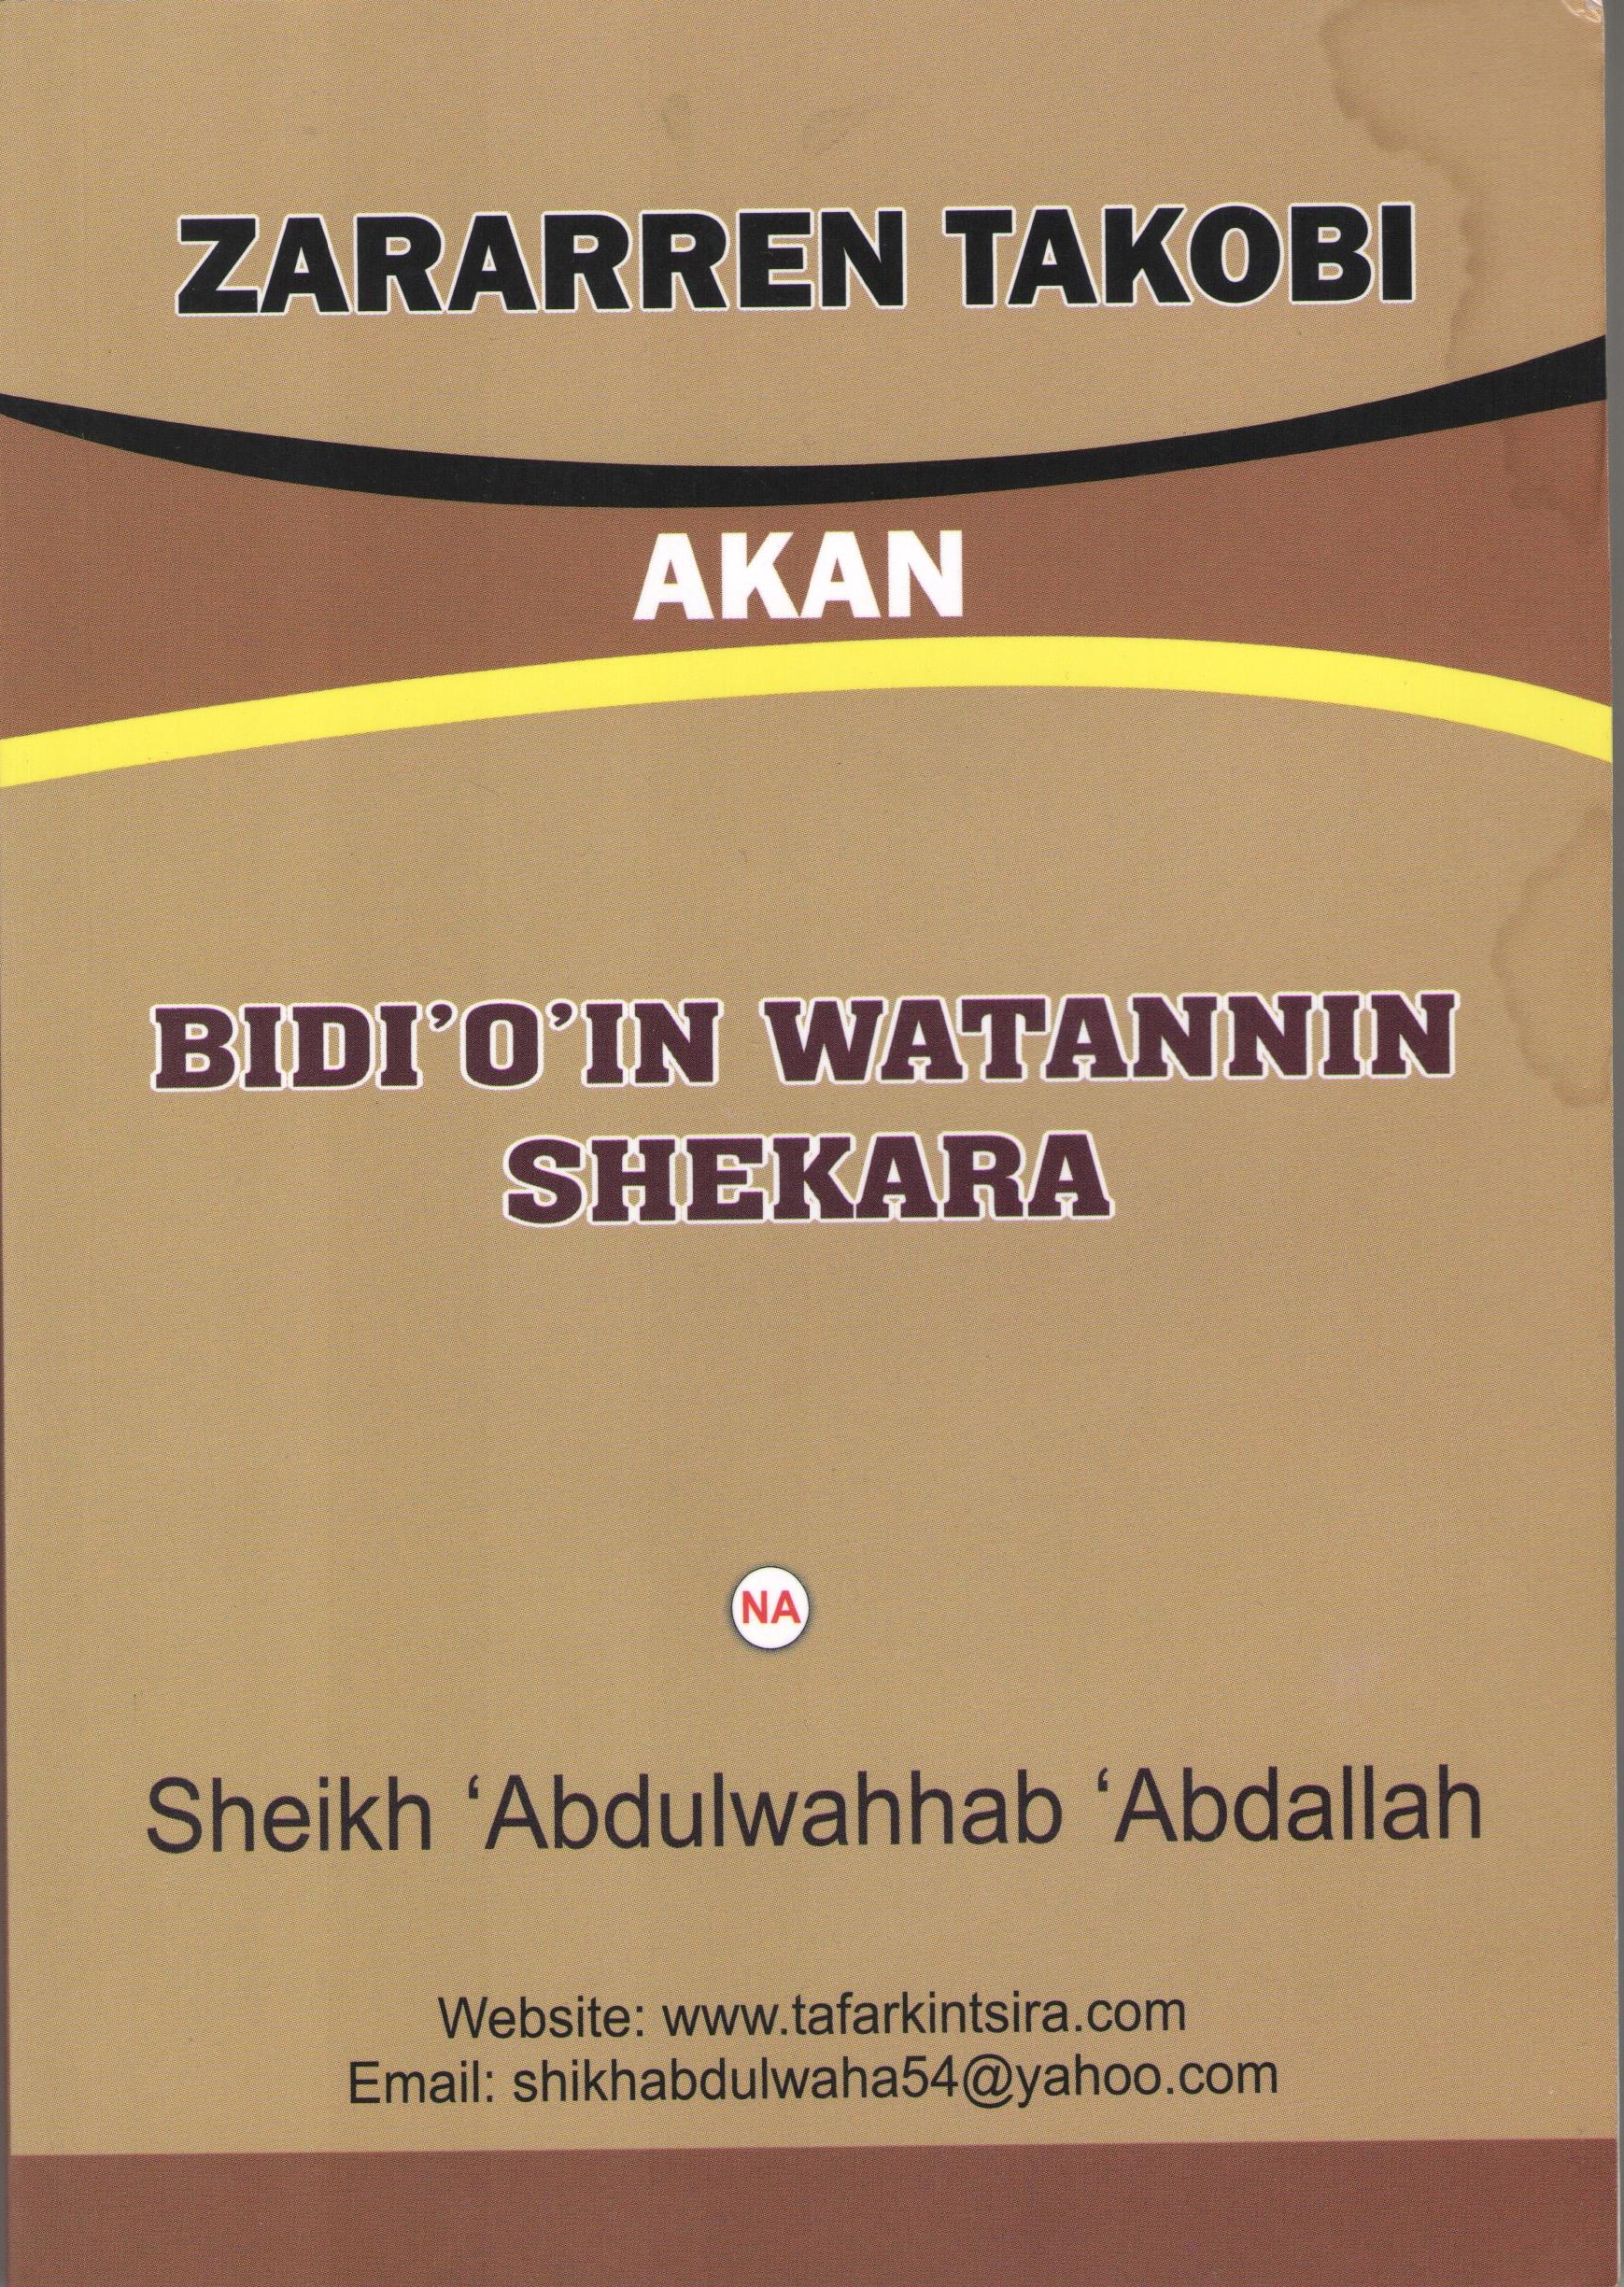 ZARARREN TAKOBI
AKAN
BIDI’O’IN WATANNIN
SHEKARA
NA
Sheikh ‘Abdulwahhab ‘Abdallah
Website: www.tafarkintsira.com
Email: shikhabdulwaha54@yahoo.com